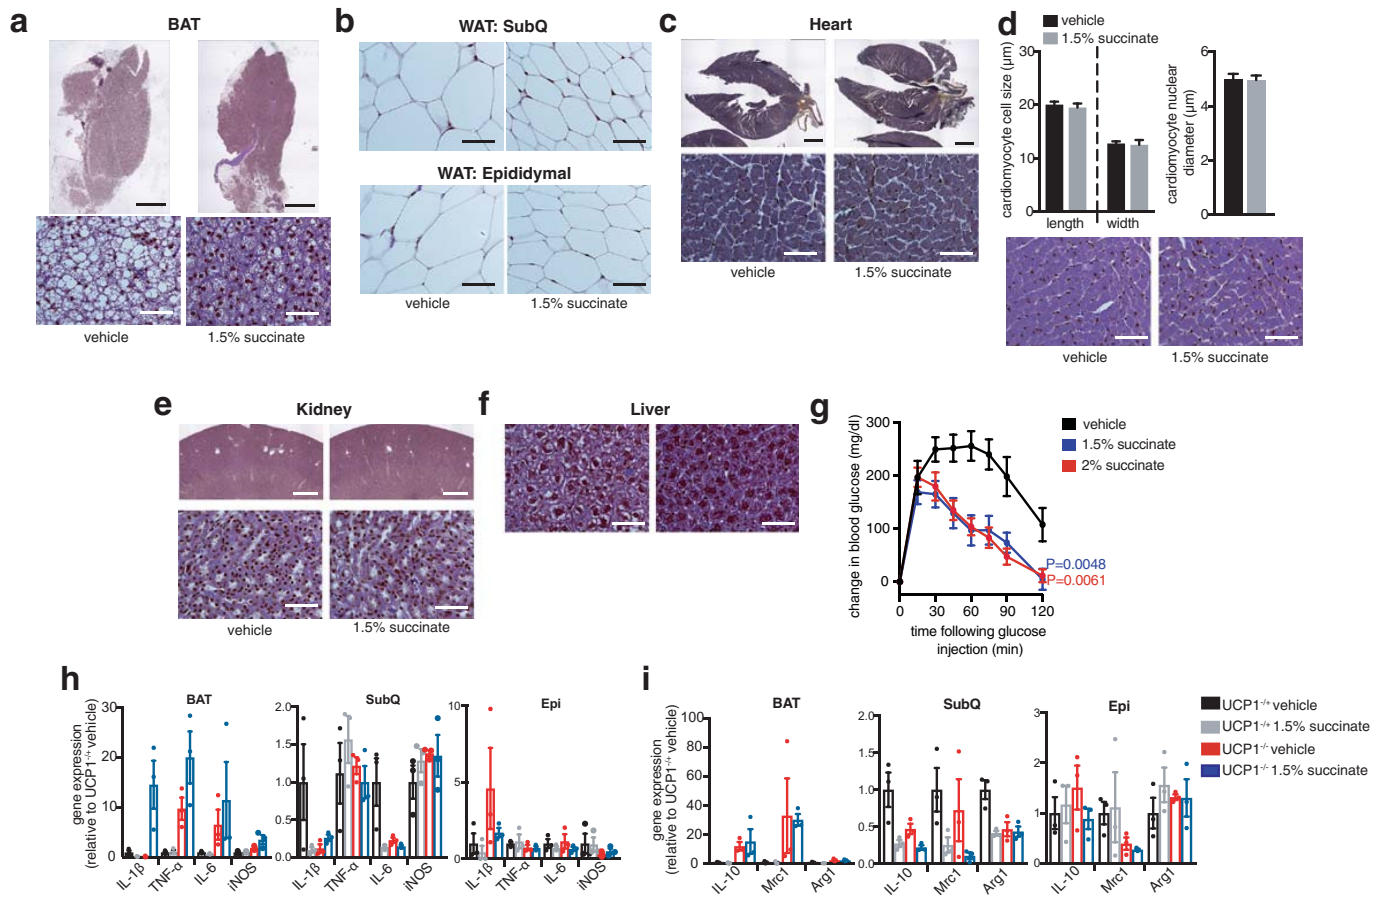 a
BAT
vehicle
1.5% succinate
b
WAT: SubQ
WAT: Epididymal
vehicle
1.5% succinate
c
Heart
vehicle
1.5% succinate
d
vehicle
1.5% succinate
cardiomyocyte cell size (μm)
30
20
10
0
length
width
cardiomyocyte nuclear
diameter (μm)
6
4
2
0
vehicle
1.5% succinate
e
Kidney
vehicle
1.5% succinate
f
Liver
g
change in blood glucose (mg/dl)
300
200
100
0
0
30
60
90
120
time following glucose
injection (min)
vehicle
1.5% succinate
2% succinate
P=0.0048
P=0.0061
h
gene expression
(relative to UCP1-/+ vehicle)
BAT
30
20
10
0
IL-1β
TNF-α
IL-6
iNOS
SubQ
2.0
1.5
1.0
0.5
0.0
IL-1β
TNF-α
IL-6
iNOS
Epi
10
5
0
IL-1β
TNF-α
IL-6
iNOS
i
gene expression
(relative to UCP1-/+ vehicle)
BAT
100
80
60
40
20
0
IL-10
Mrc1
Arg1
SubQ
2.0
1.5
1.0
0.5
0.0
IL-10
Mrc1
Arg1
Epi
3
2
1
0
IL-10
Mrc1
Arg1
UCP1-/+ vehicle
UCP1-/+ 1.5% succinate
UCP1-/- vehicle
UCP1-/- 1.5% succinate